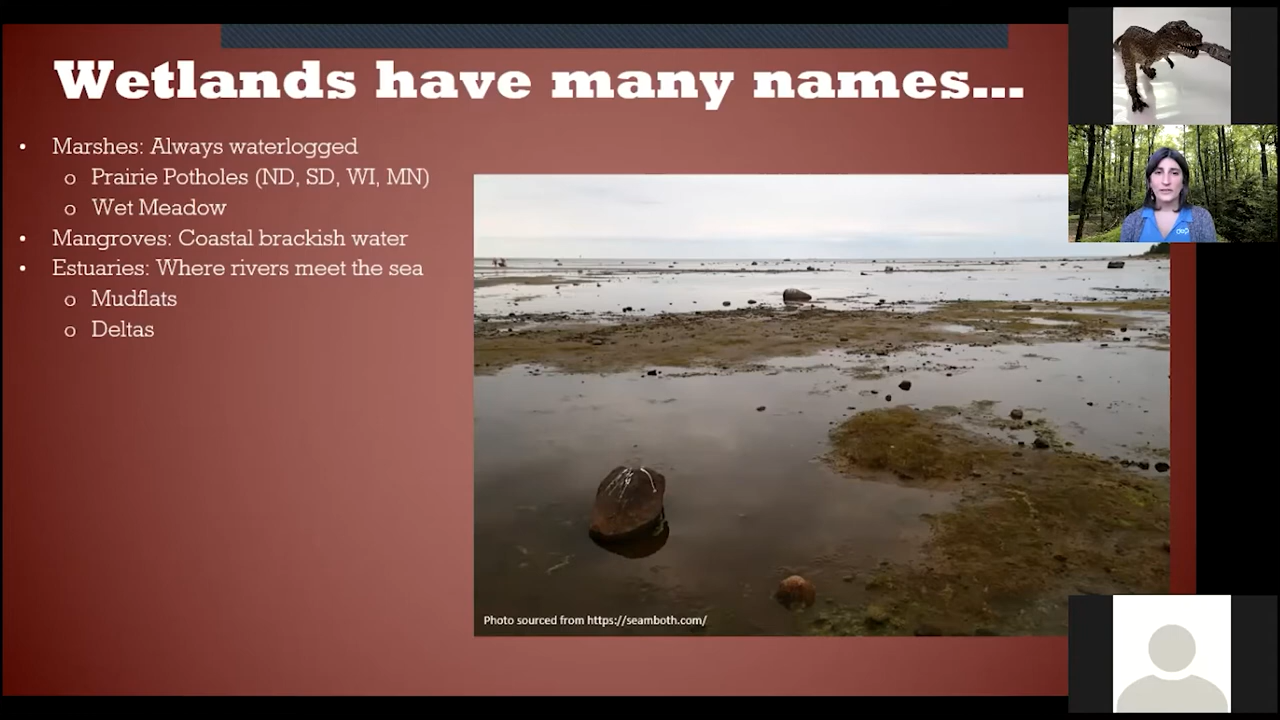 Wetlands have many names...
• Marshes: Always waterlogged
o Prairie Potholes (ND, SD, WI, MN)
o Wet Meadow
• Mangroves: Coastal brackish water
• Estuaries: Where rivers meet the sea
o Mudflats
o Deltas
Photo sourced from https://seamboth.com/